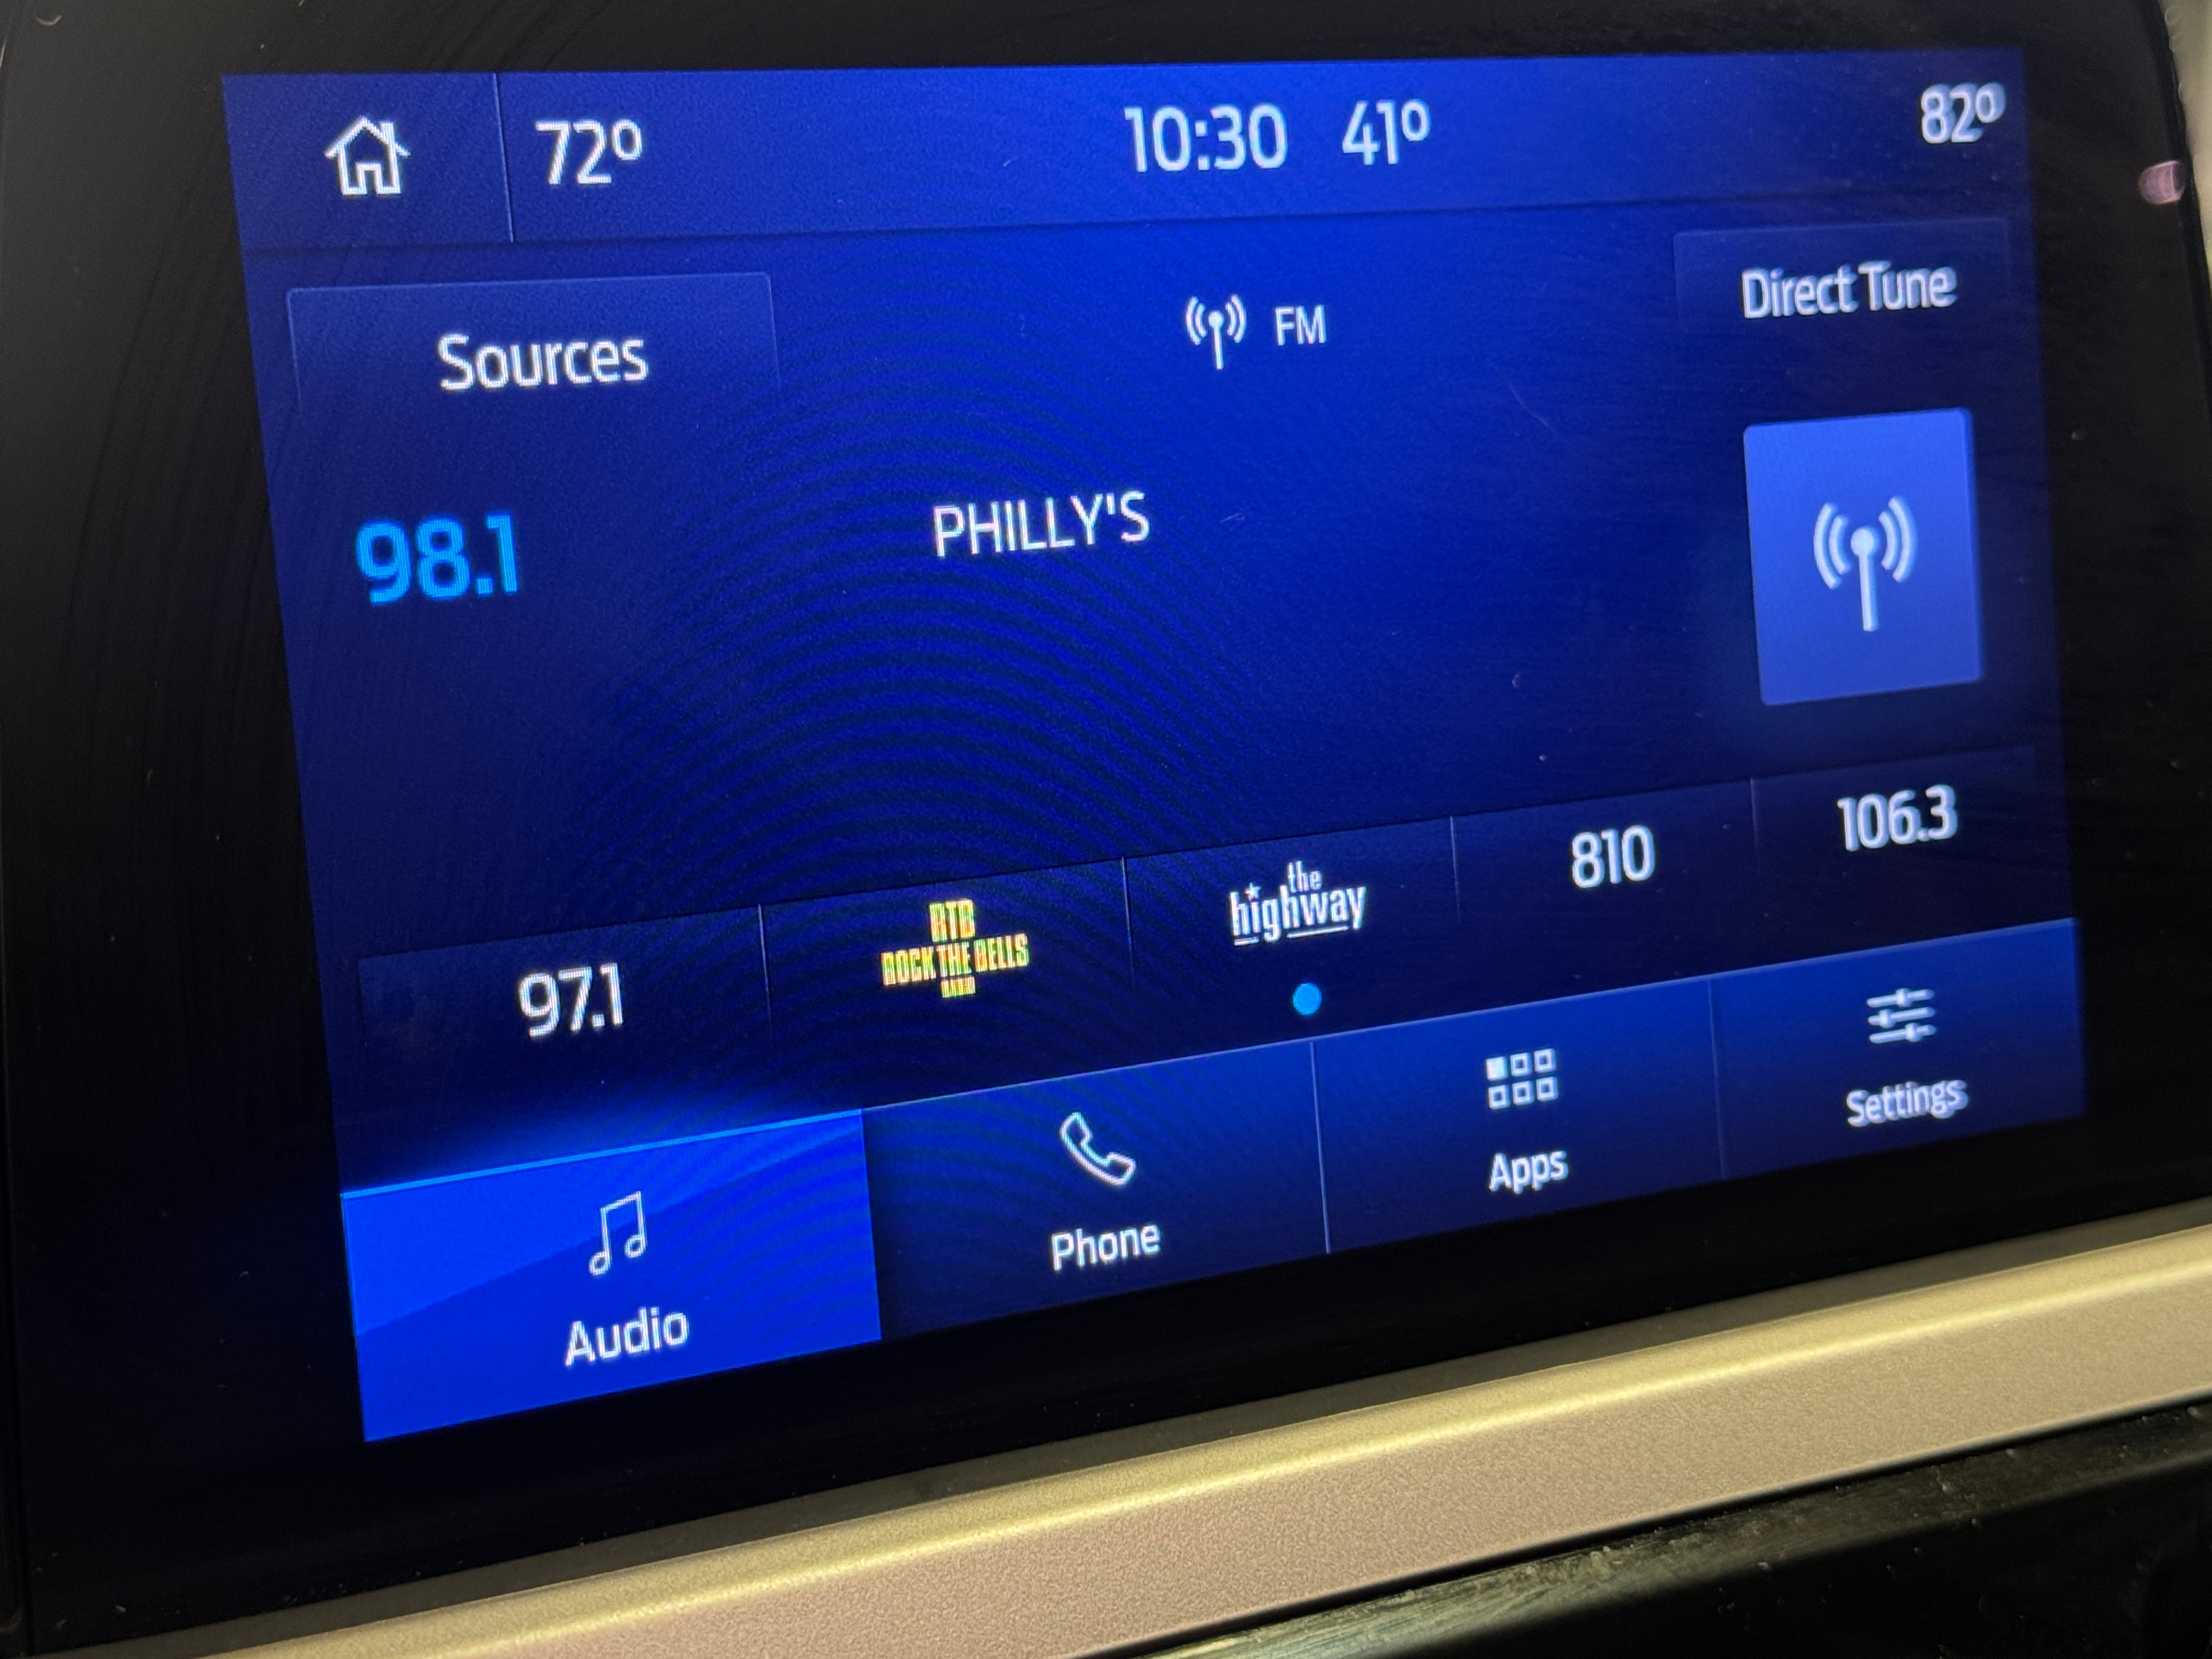 72° 10:30 41° 82°
Sources FM Direct Tune
98.1 PHILLY'S
97.1
RTB
ROCK THE BELLS
RADIO
the
highway
810
106.3
Audio Phone Apps Settings